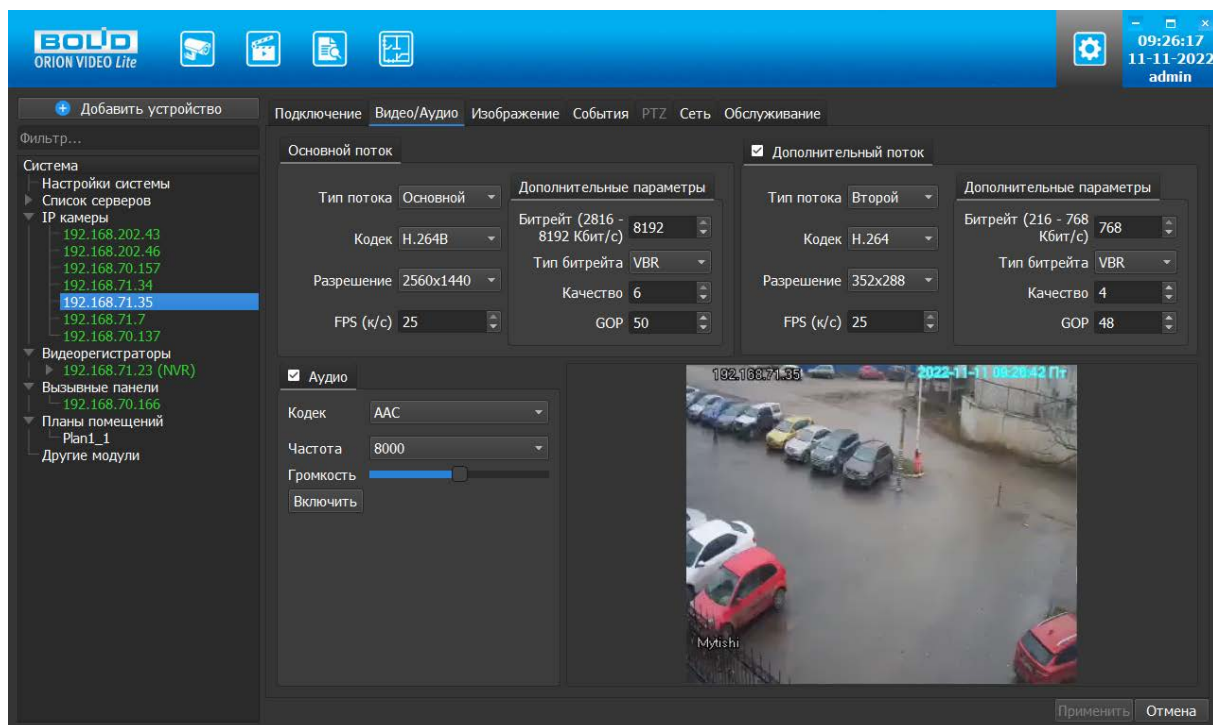 BOLID
ORION VIDEO Lite
09:26:17
11-11-2022
admin
Добавить устройство
Фильтр...
Система
Настройки системы
Список серверов
IP камеры
192.168.202.43
192.168.202.46
192.168.70.157
192.168.71.34
192.168.71.35
192.168.71.7
192.168.70.137
Видеорегистраторы
192.168.71.23 (NVR)
Вызывные панели
192.168.70.166
Планы помещений
Plan1_1
Другие модули
Подключение Видео/Аудио Изображение События PTZ Сеть Обслуживание
Основной поток
Тип потока Основной
Кодек H.264B
Разрешение 2560x1440
FPS (к/с) 25
Дополнительные параметры
Битрейт (2816 - 8192
8192 Кбит/с)
Тип битрейта VBR
Качество 6
GOP 50
Дополнительный поток
Тип потока Второй
Кодек H.264
Разрешение 352x288
FPS (к/с) 25
Дополнительные параметры
Битрейт (216 - 768 768
Кбит/с)
Тип битрейта VBR
Качество 4
GOP 48
Аудио
Кодек AAC
Частота 8000
Громкость
Включить
192.168.71.35 2022-11-11 09:20:42 Пт
Mytishi
Применить Отмена